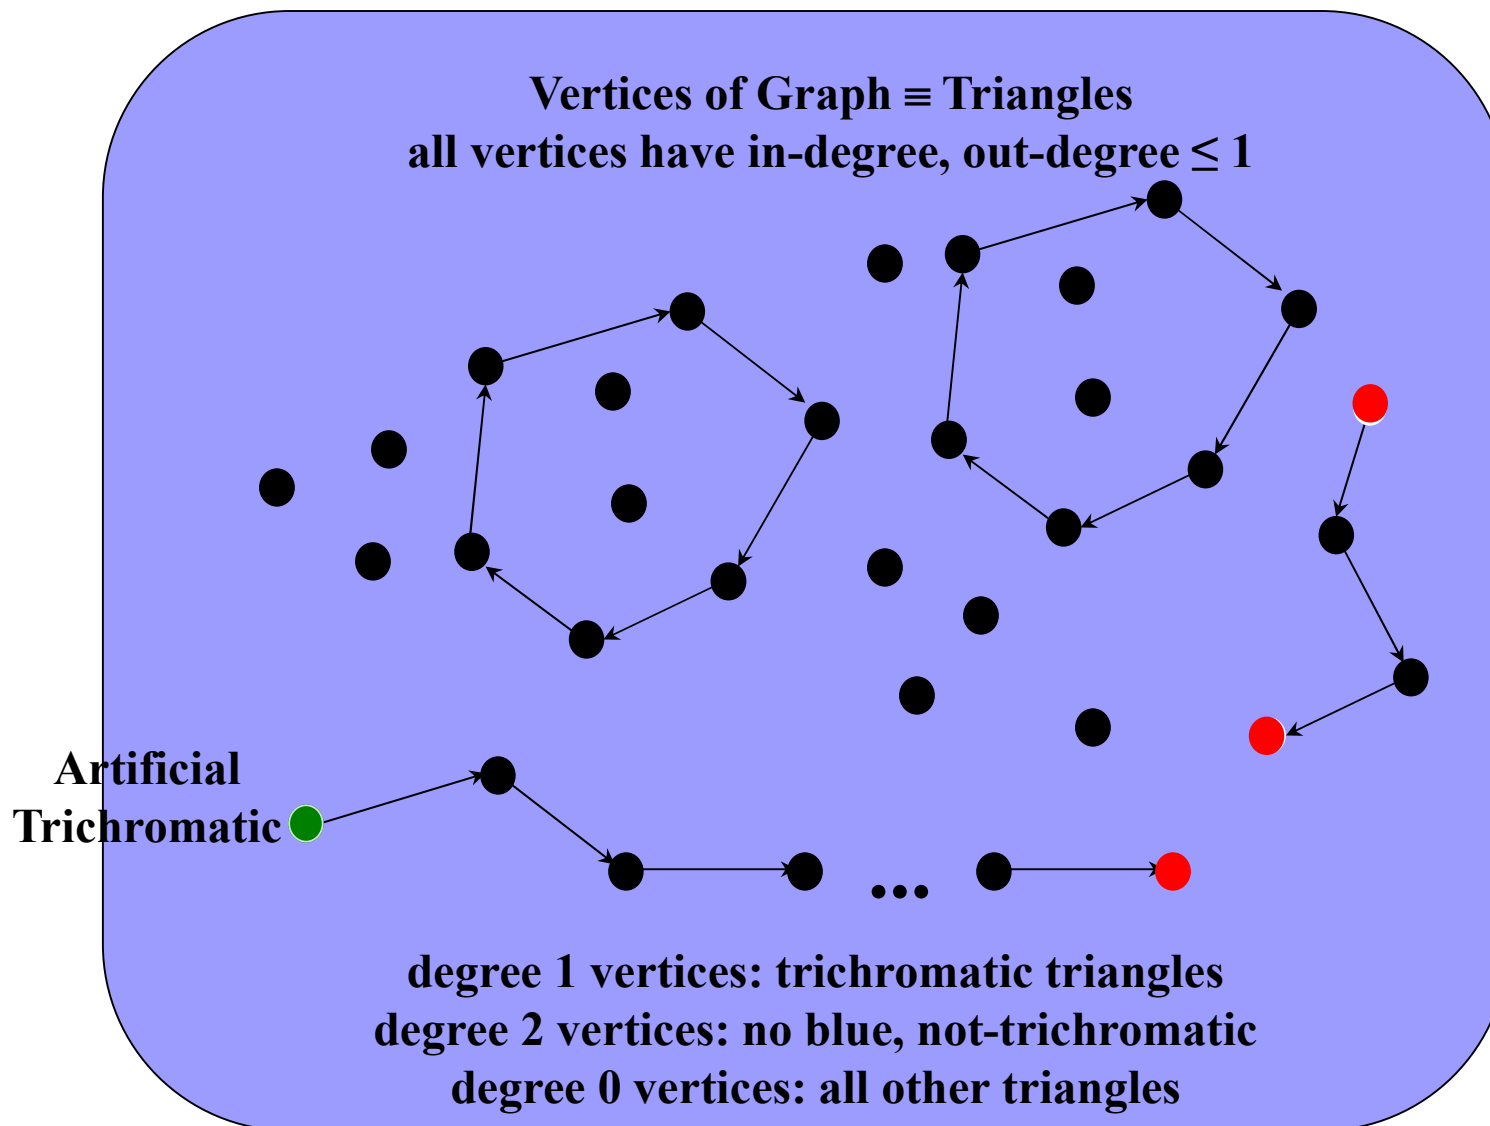 Vertices of Graph ≡ Triangles
all vertices have in-degree, out-degree ≤ 1
Artificial
Trichromatic
...
degree 1 vertices: trichromatic triangles
degree 2 vertices: no blue, not-trichromatic
degree 0 vertices: all other triangles